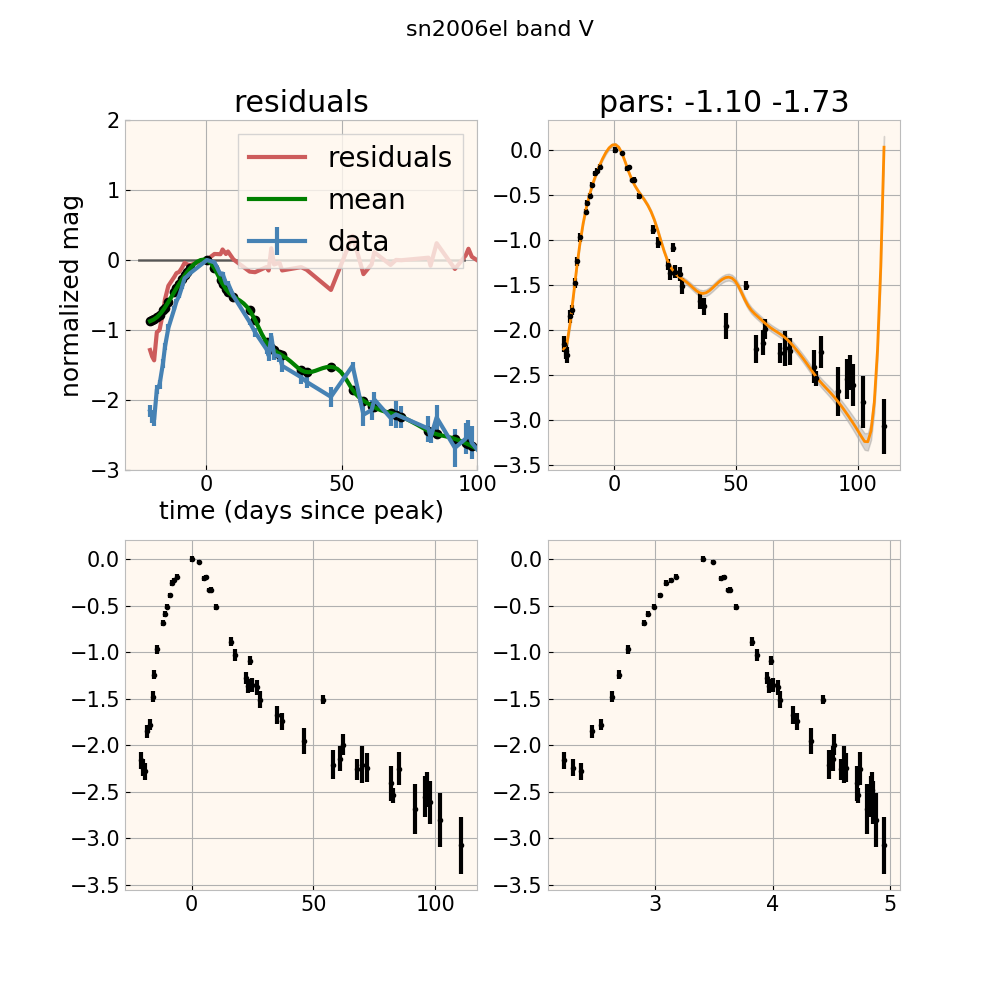 sn2006el band V
residuals
pars: -1.10 -1.73
2
1
0
−1
−2
−3
normalized mag
residuals
mean
data
0 50 100
time (days since peak)
0.0
−0.5
−1.0
−1.5
−2.0
−2.5
−3.0
−3.5
0 50 100
0.0
−0.5
−1.0
−1.5
−2.0
−2.5
−3.0
−3.5
0 50 100
0.0
−0.5
−1.0
−1.5
−2.0
−2.5
−3.0
−3.5
3 4 5